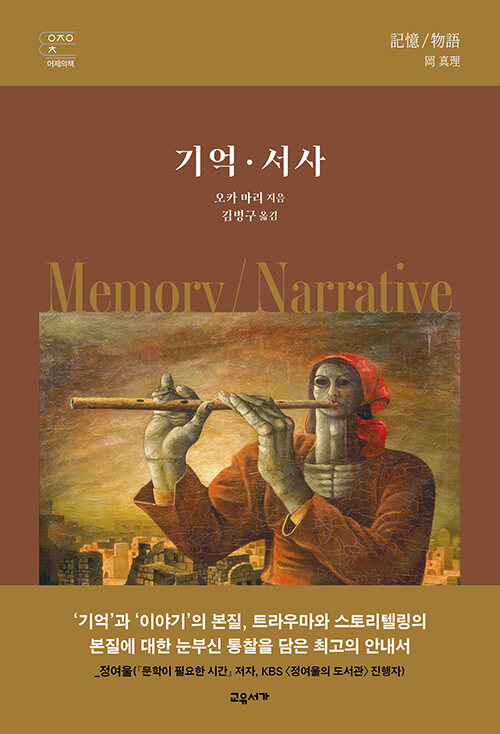 어제의책
記憶/物語
岡 真理
기억·서사
오카 마리 지음
김병구 옮김
Memory/Narrative
‘기억’과 ‘이야기’의 본질, 트라우마와 스토리텔링의
본질에 대한 눈부신 통찰을 담은 최고의 안내서
_정여울(『문학이 필요한 시간』 저자, KBS 〈정여울의 도서관〉 진행자)
교유서가